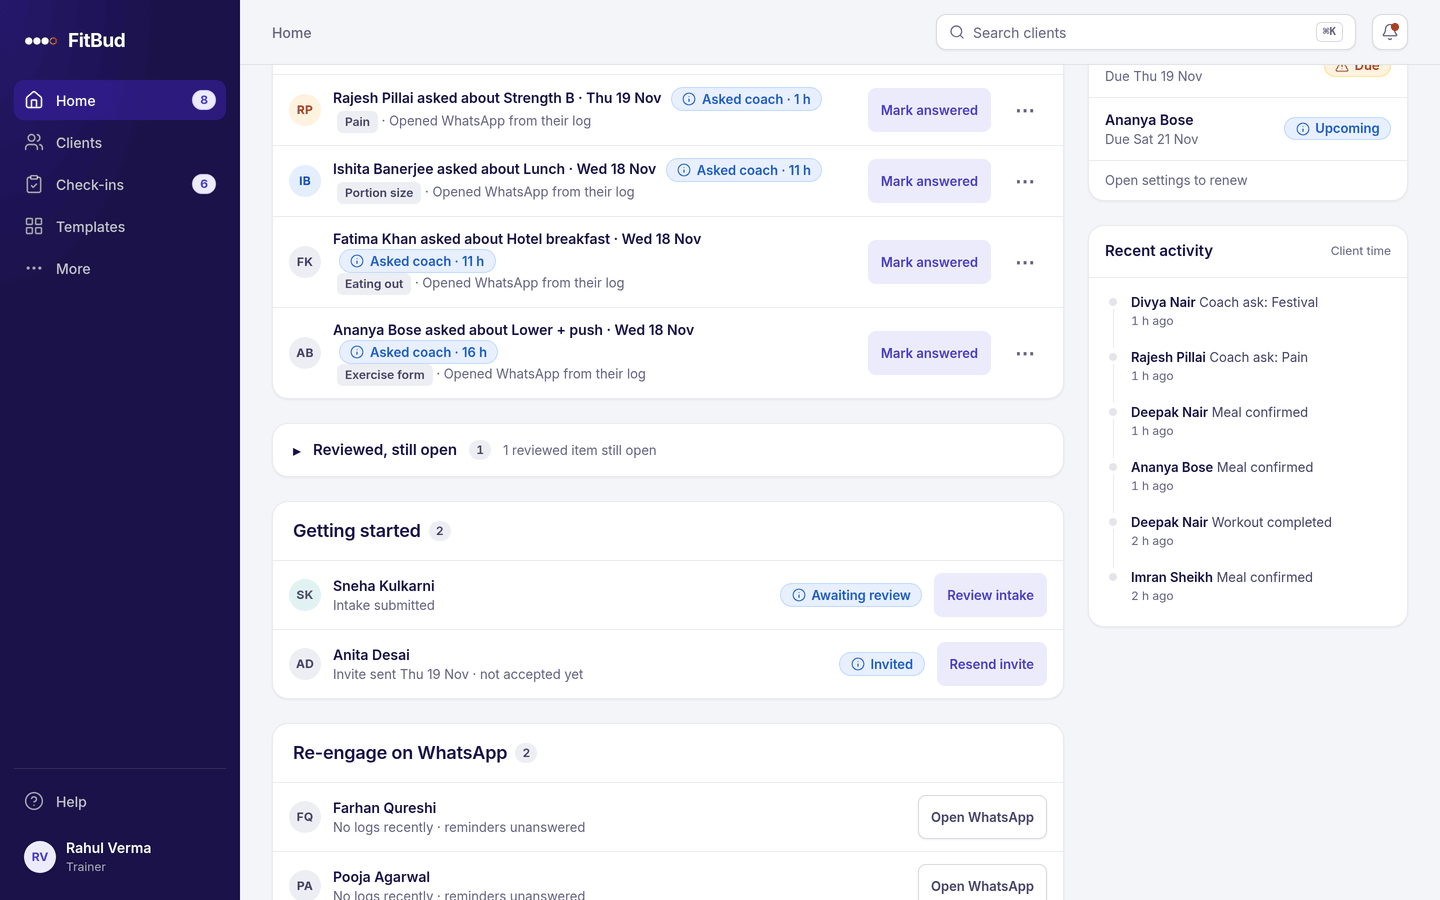 FitBud
Home 8
Clients
Check-ins 6
Templates
More
Help
RV
Rahul Verma
Trainer
Home
Search clients
⌘K
RP
Rajesh Pillai asked about Strength B · Thu 19 Nov
Asked coach · 1 h
Pain · Opened WhatsApp from their log
Mark answered
IB
Ishita Banerjee asked about Lunch · Wed 18 Nov
Asked coach · 11 h
Portion size · Opened WhatsApp from their log
Mark answered
FK
Fatima Khan asked about Hotel breakfast · Wed 18 Nov
Asked coach · 11 h
Eating out · Opened WhatsApp from their log
Mark answered
AB
Ananya Bose asked about Lower + push · Wed 18 Nov
Asked coach · 16 h
Exercise form · Opened WhatsApp from their log
Mark answered
Reviewed, still open 1 1 reviewed item still open
Getting started 2
SK
Sneha Kulkarni
Intake submitted
Awaiting review
Review intake
AD
Anita Desai
Invite sent Thu 19 Nov · not accepted yet
Invited
Resend invite
Re-engage on WhatsApp 2
FQ
Farhan Qureshi
No logs recently · reminders unanswered
Open WhatsApp
PA
Pooja Agarwal
No logs recently · reminders unanswered
Open WhatsApp
Due Thu 19 Nov
Due
Ananya Bose
Due Sat 21 Nov
Upcoming
Open settings to renew
Recent activity
Client time
Divya Nair Coach ask: Festival
1 h ago
Rajesh Pillai Coach ask: Pain
1 h ago
Deepak Nair Meal confirmed
1 h ago
Ananya Bose Meal confirmed
1 h ago
Deepak Nair Workout completed
2 h ago
Imran Sheikh Meal confirmed
2 h ago